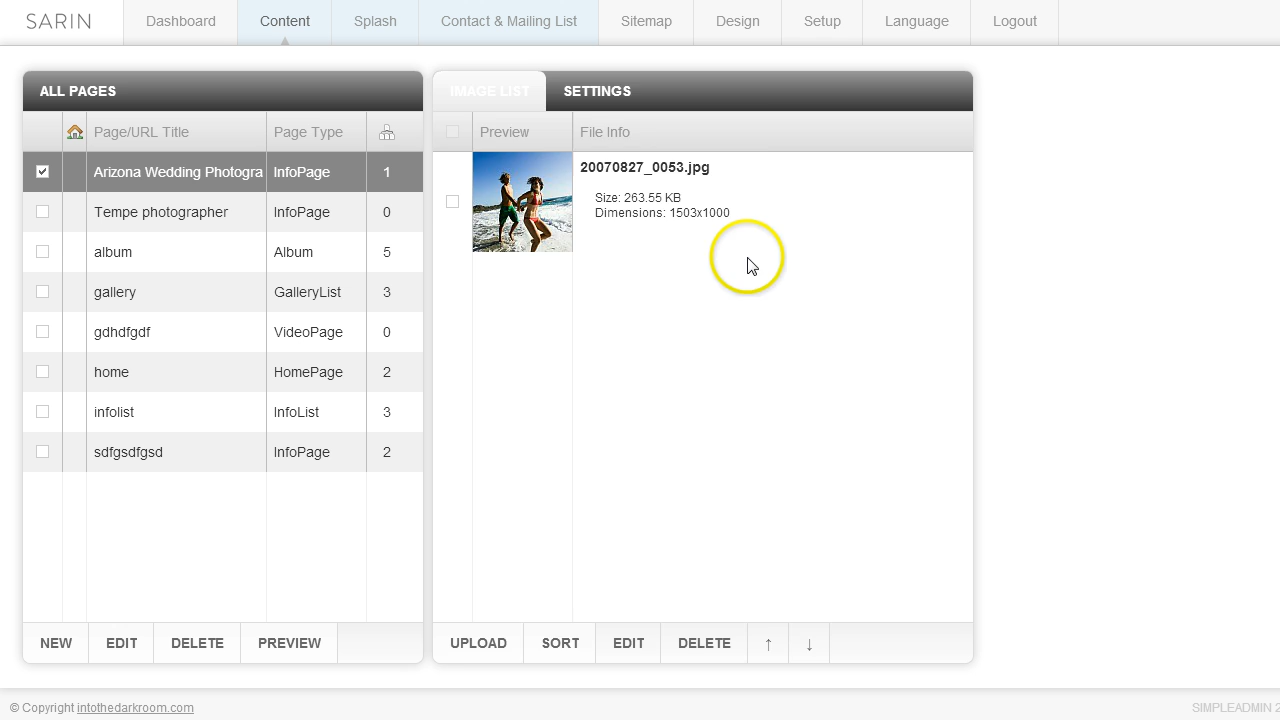 SARIN
Dashboard Content Splash Contact & Mailing List Sitemap Design Setup Language Logout
ALL PAGES
Page/URL Title Page Type
Arizona Wedding Photogra InfoPage 1
Tempe photographer InfoPage 0
album Album 5
gallery GalleryList 3
gdhdfgdf VideoPage 0
home HomePage 2
infolist InfoList 3
sdfgsdfgsd InfoPage 2
NEW EDIT DELETE PREVIEW
IMAGE LIST SETTINGS
Preview File Info
20070827_0053.jpg
Size: 263.55 KB
Dimensions: 1503x1000
UPLOAD SORT EDIT DELETE ↑ ↓
© Copyright intothedarkroom.com
SIMPLEADMIN 2